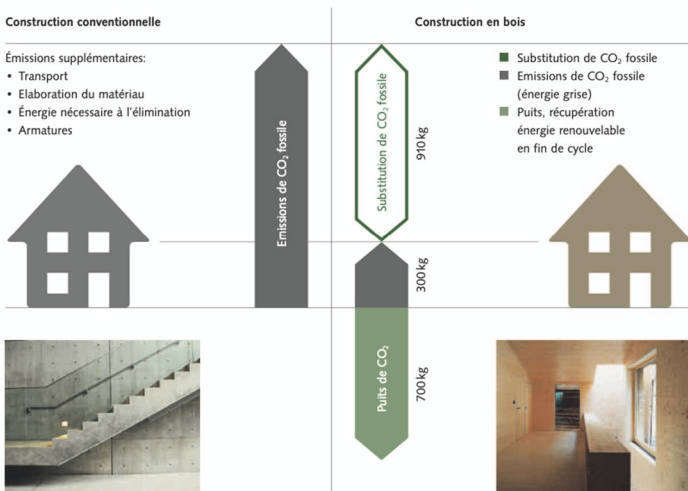 Construction conventionnelle
Émissions supplémentaires:
• Transport
• Elaboration du matériau
• Énergie nécessaire à l'élimination
• Armatures
Emissions de CO₂ fossile
Construction en bois
Substitution de CO₂ fossile
910 kg
300 kg
Puits de CO₂
700 kg
Substitution de CO₂ fossile
Emissions de CO₂ fossile
(énergie grise)
Puits, récupération
énergie renouvelable
en fin de cycle